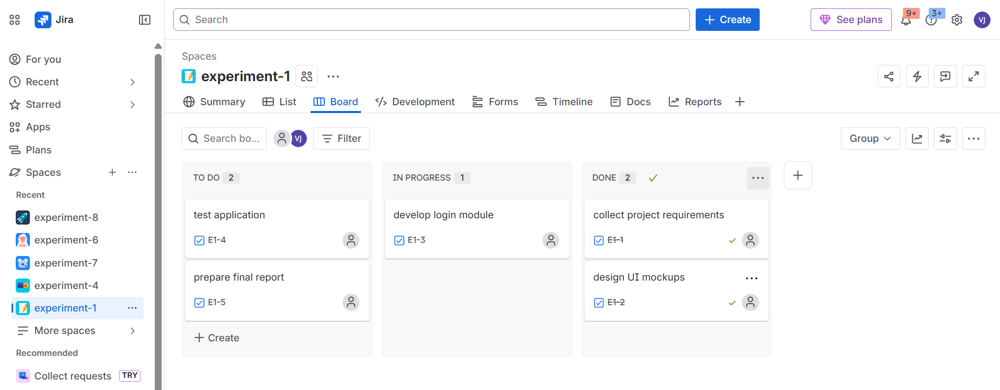 Jira
Search
Create
See plans
9+
3+
VJ
For you
Recent
Starred
Apps
Plans
Spaces
Recent
experiment-8
experiment-6
experiment-7
experiment-4
experiment-1
More spaces
Recommended
Collect requests TRY
Spaces
experiment-1
Summary List Board Development Forms Timeline Docs Reports
Search bo... VJ Filter Group
TO DO 2
test application
E1-4
prepare final report
E1-5
Create
IN PROGRESS 1
develop login module
E1-3
DONE 2
collect project requirements
E1-1
design UI mockups
E1-2